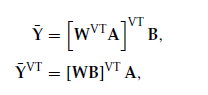 Ȳ = [W^VT A]^VT B,
Ȳ^VT = [WB]^VT A,